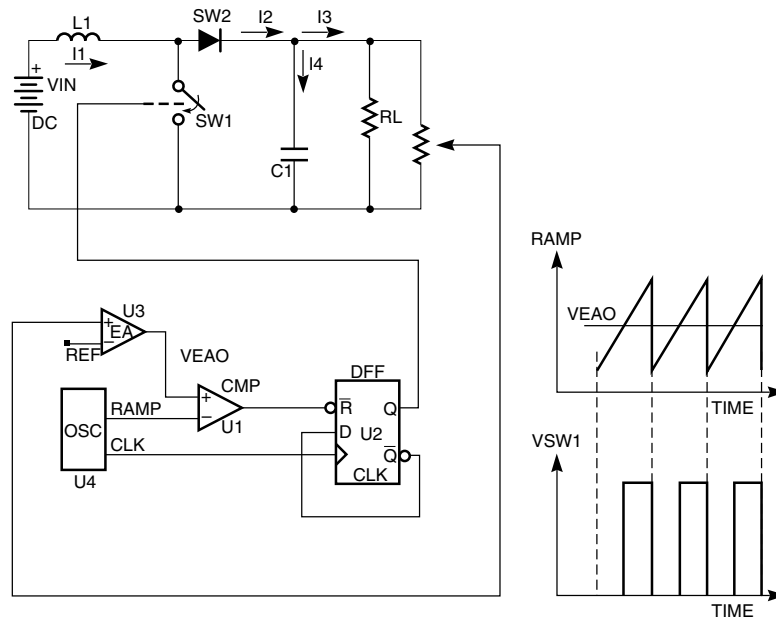 SW2
L1
I2
I3
I1
I4
+
VIN
SW1
RL
DC
C1
RAMP
U3
+
EA
−
VEAO
REF
VEAO
CMP
DFF
TIME
RAMP
+
−
R
Q
OSC
U1
D
U2
VSW1
CLK
Q
U4
CLK
TIME